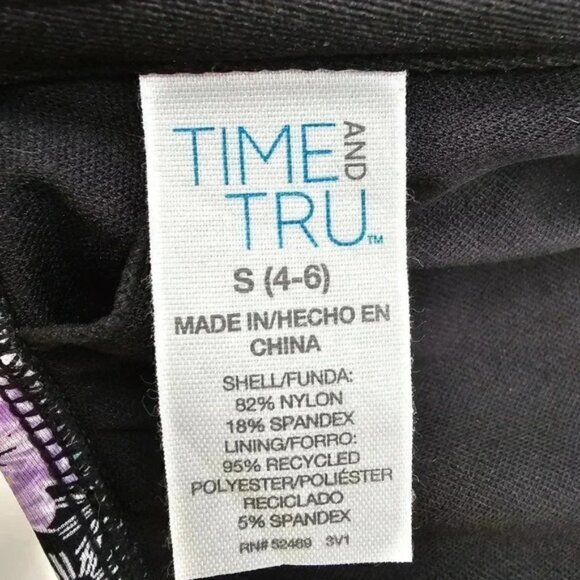 TIME AND
TRU™
S (4-6)
MADE IN/HECHO EN
CHINA
SHELL/FUNDA:
82% NYLON
18% SPANDEX
LINING/FORRO:
95% RECYCLED
POLYESTER/POLIÉSTER
RECICLADO
5% SPANDEX
RN# 52469 3V1